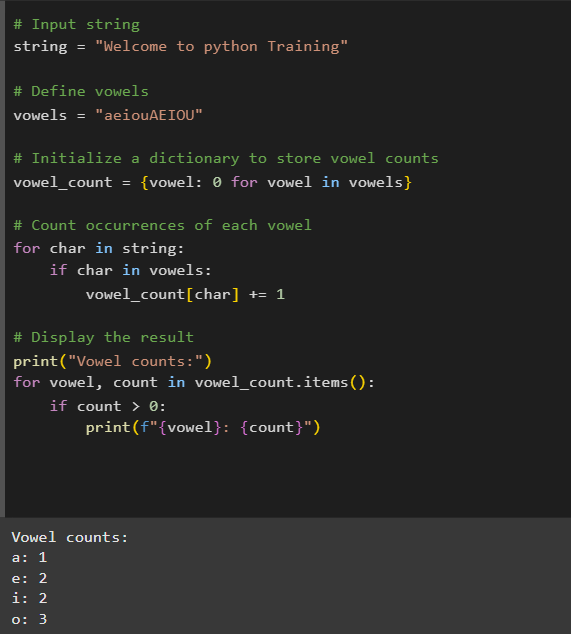 # Input string
string = "Welcome to python Training"
# Define vowels
vowels = "aeiouAEIOU"
# Initialize a dictionary to store vowel counts
vowel_count = {vowel: 0 for vowel in vowels}
# Count occurrences of each vowel
for char in string:
    if char in vowels:
        vowel_count[char] += 1
# Display the result
print("Vowel counts:")
for vowel, count in vowel_count.items():
    if count > 0:
        print(f"{vowel}: {count}")
Vowel counts:
a: 1
e: 2
i: 2
o: 3